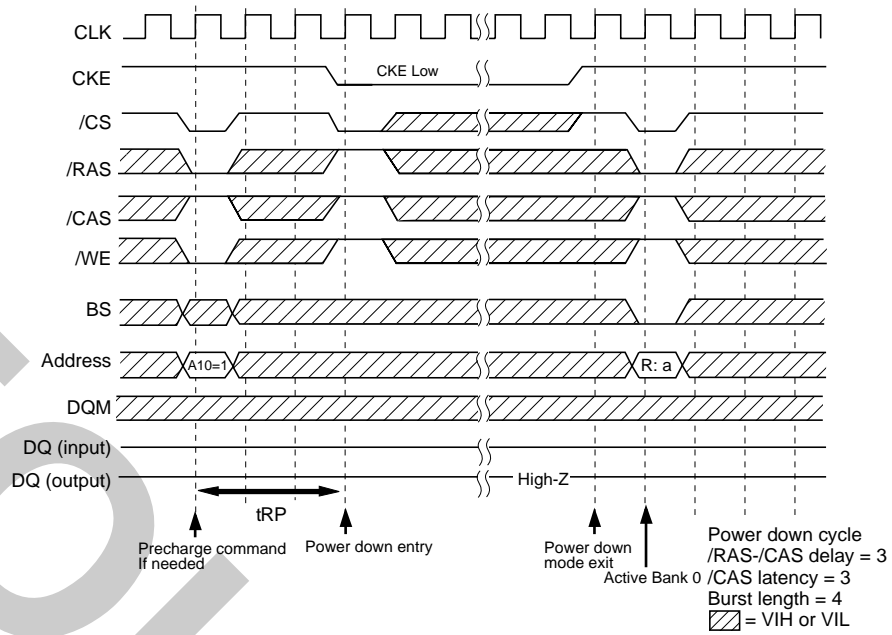 CLK
CKE
CKE Low
/CS
/RAS
/CAS
/WE
BS
Address
A10=1
R: a
DQM
DQ (input)
DQ (output)
High-Z
tRP
Precharge command
If needed
Power down entry
Power down
mode exit
Active Bank 0
Power down cycle
/RAS-/CAS delay = 3
/CAS latency = 3
Burst length = 4
= VIH or VIL